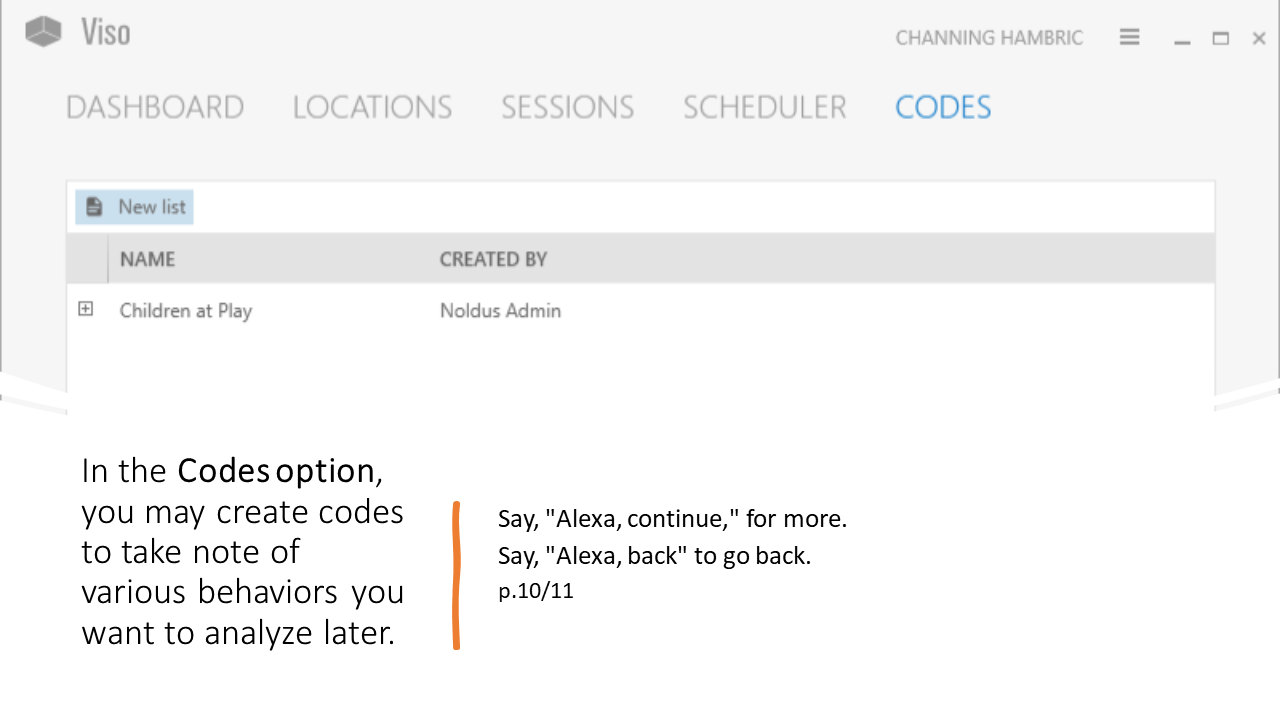 Viso
CHANNING HAMBRIC
DASHBOARD LOCATIONS SESSIONS SCHEDULER CODES
New list
NAME CREATED BY
Children at Play Noldus Admin
In the Codes option,
you may create codes
to take note of
various behaviors you
want to analyze later.
Say, "Alexa, continue," for more.
Say, "Alexa, back" to go back.
p.10/11